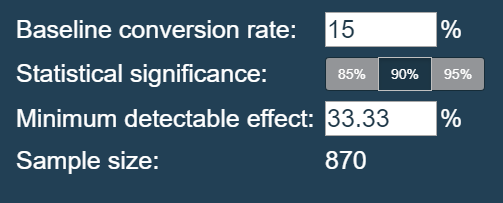 Baseline conversion rate: 15 %
Statistical significance: 85% 90% 95%
Minimum detectable effect: 33.33 %
Sample size: 870